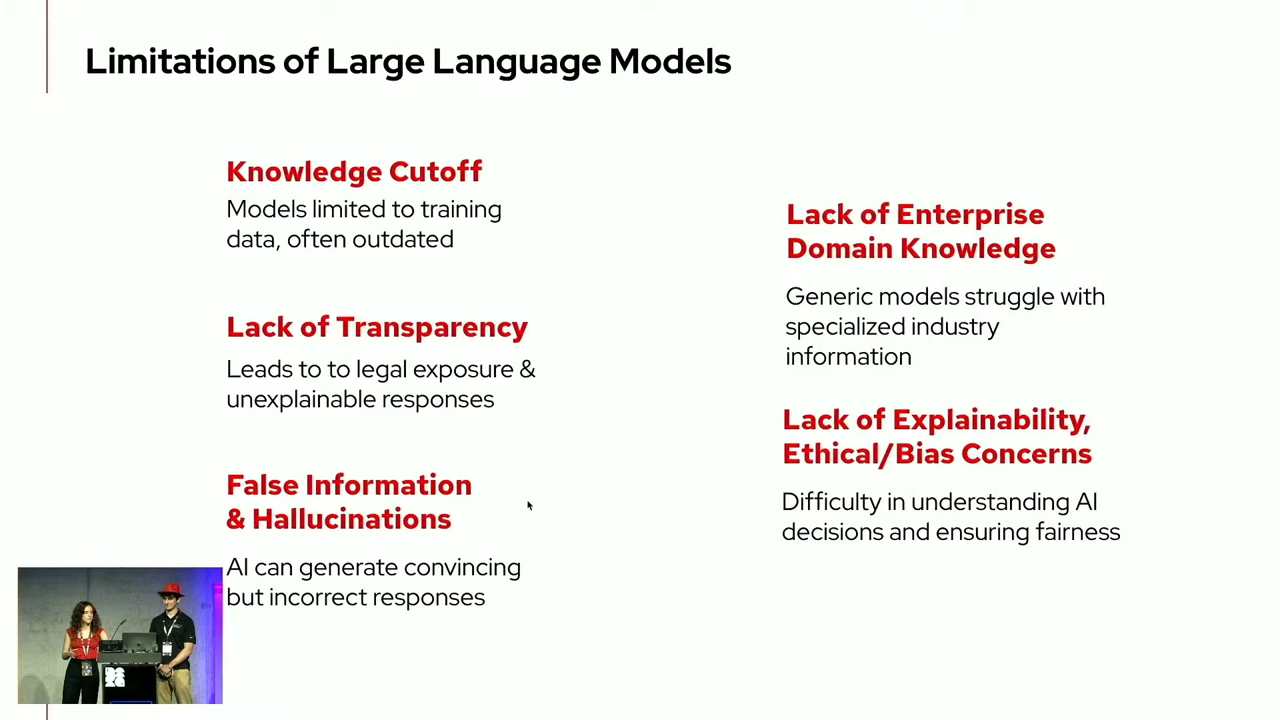 Limitations of Large Language Models
Knowledge Cutoff
Models limited to training
data, often outdated
Lack of Transparency
Leads to to legal exposure &
unexplainable responses
False Information
& Hallucinations
AI can generate convincing
but incorrect responses
Lack of Enterprise
Domain Knowledge
Generic models struggle with
specialized industry
information
Lack of Explainability,
Ethical/Bias Concerns
Difficulty in understanding AI
decisions and ensuring fairness